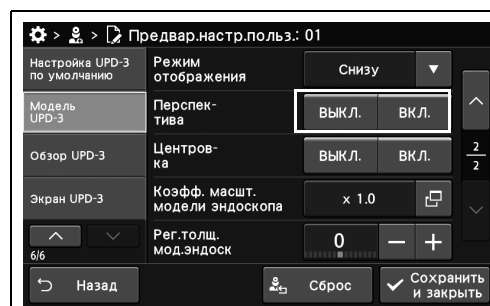 > > Предвар.настр.польз.: 01
Настройка UPD-3
по умолчанию
Модель
UPD-3
Обзор UPD-3
Экран UPD-3
6/6
Режим
отображения
Снизу
Перспек-
тива
ВЫКЛ. ВКЛ.
Центров-
ка
ВЫКЛ. ВКЛ.
Коэфф. масшт.
модели эндоскопа
x 1.0
Рег.толщ.
мод.эндоск
0 − +
2
2
Назад
Сброс
Сохранить
и закрыть